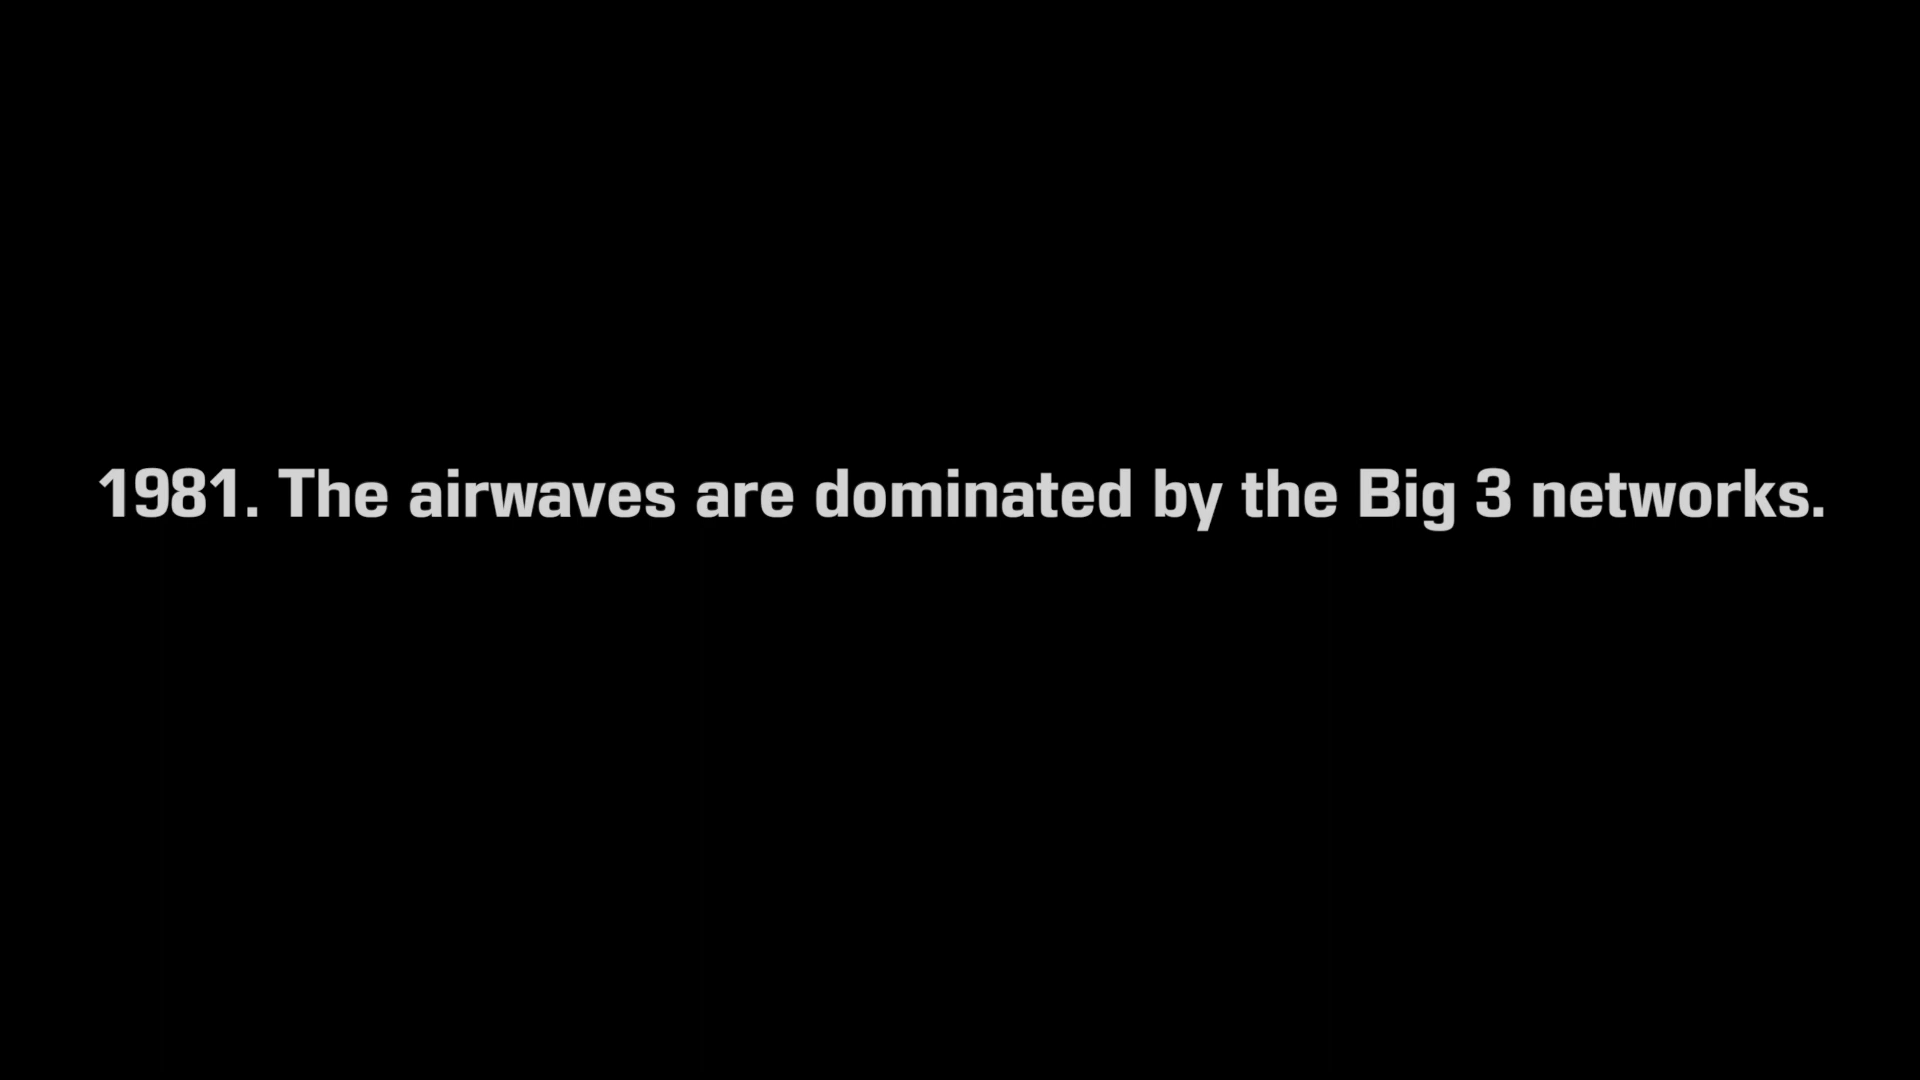 1981. The airwaves are dominated by the Big 3 networks.